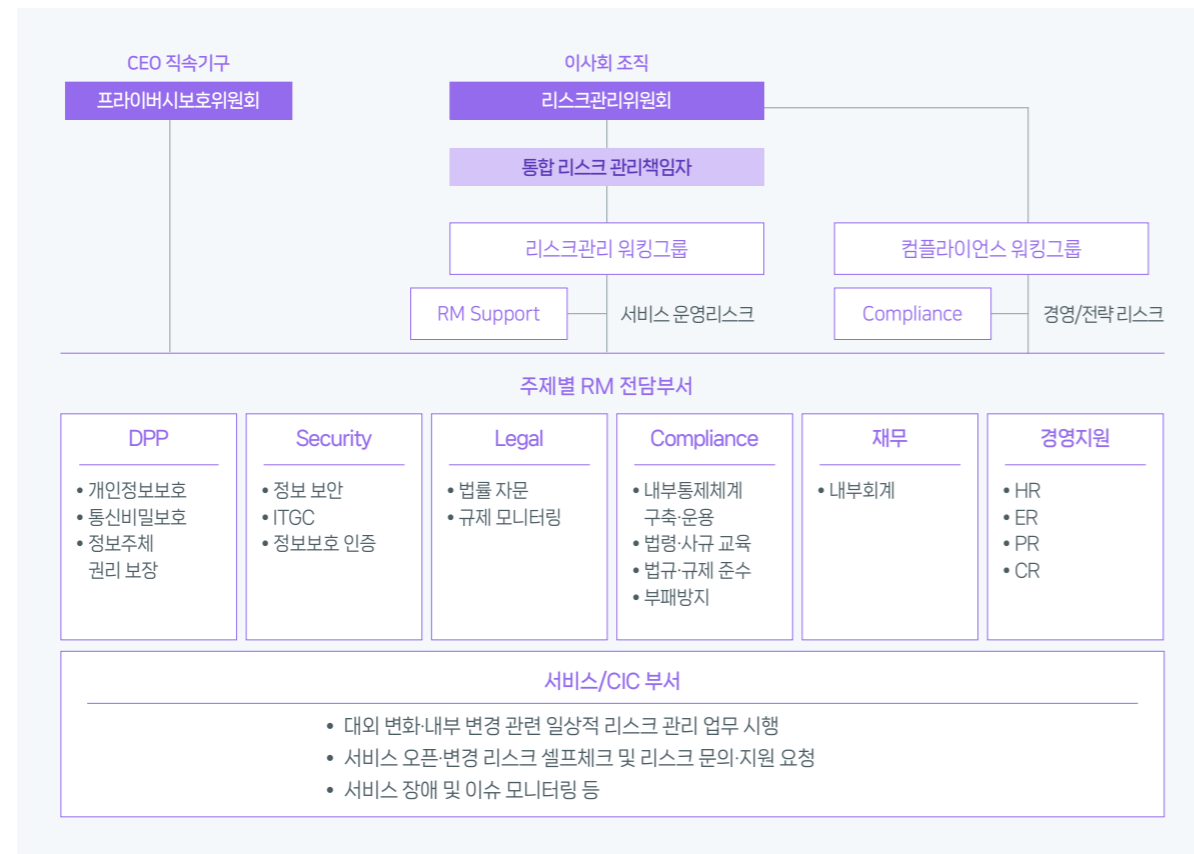 CEO 직속기구
프라이버시보호위원회
이사회 조직
리스크관리위원회
통합 리스크 관리책임자
리스크관리 워킹그룹
컴플라이언스 워킹그룹
RM Support
서비스 운영리스크
Compliance
경영/전략 리스크
주제별 RM 전담부서
DPP
• 개인정보보호
• 통신비밀보호
• 정보주체
권리 보장
Security
• 정보 보안
• ITGC
• 정보보호 인증
Legal
• 법률 자문
• 규제 모니터링
Compliance
• 내부통제체계
구축·운용
• 법령·사규 교육
• 법규·규제 준수
• 부패방지
재무
• 내부회계
경영지원
• HR
• ER
• PR
• CR
서비스/CIC 부서
• 대외 변화·내부 변경 관련 일상적 리스크 관리 업무 시행
• 서비스 오픈·변경 리스크 셀프체크 및 리스크 문의·지원 요청
• 서비스 장애 및 이슈 모니터링 등